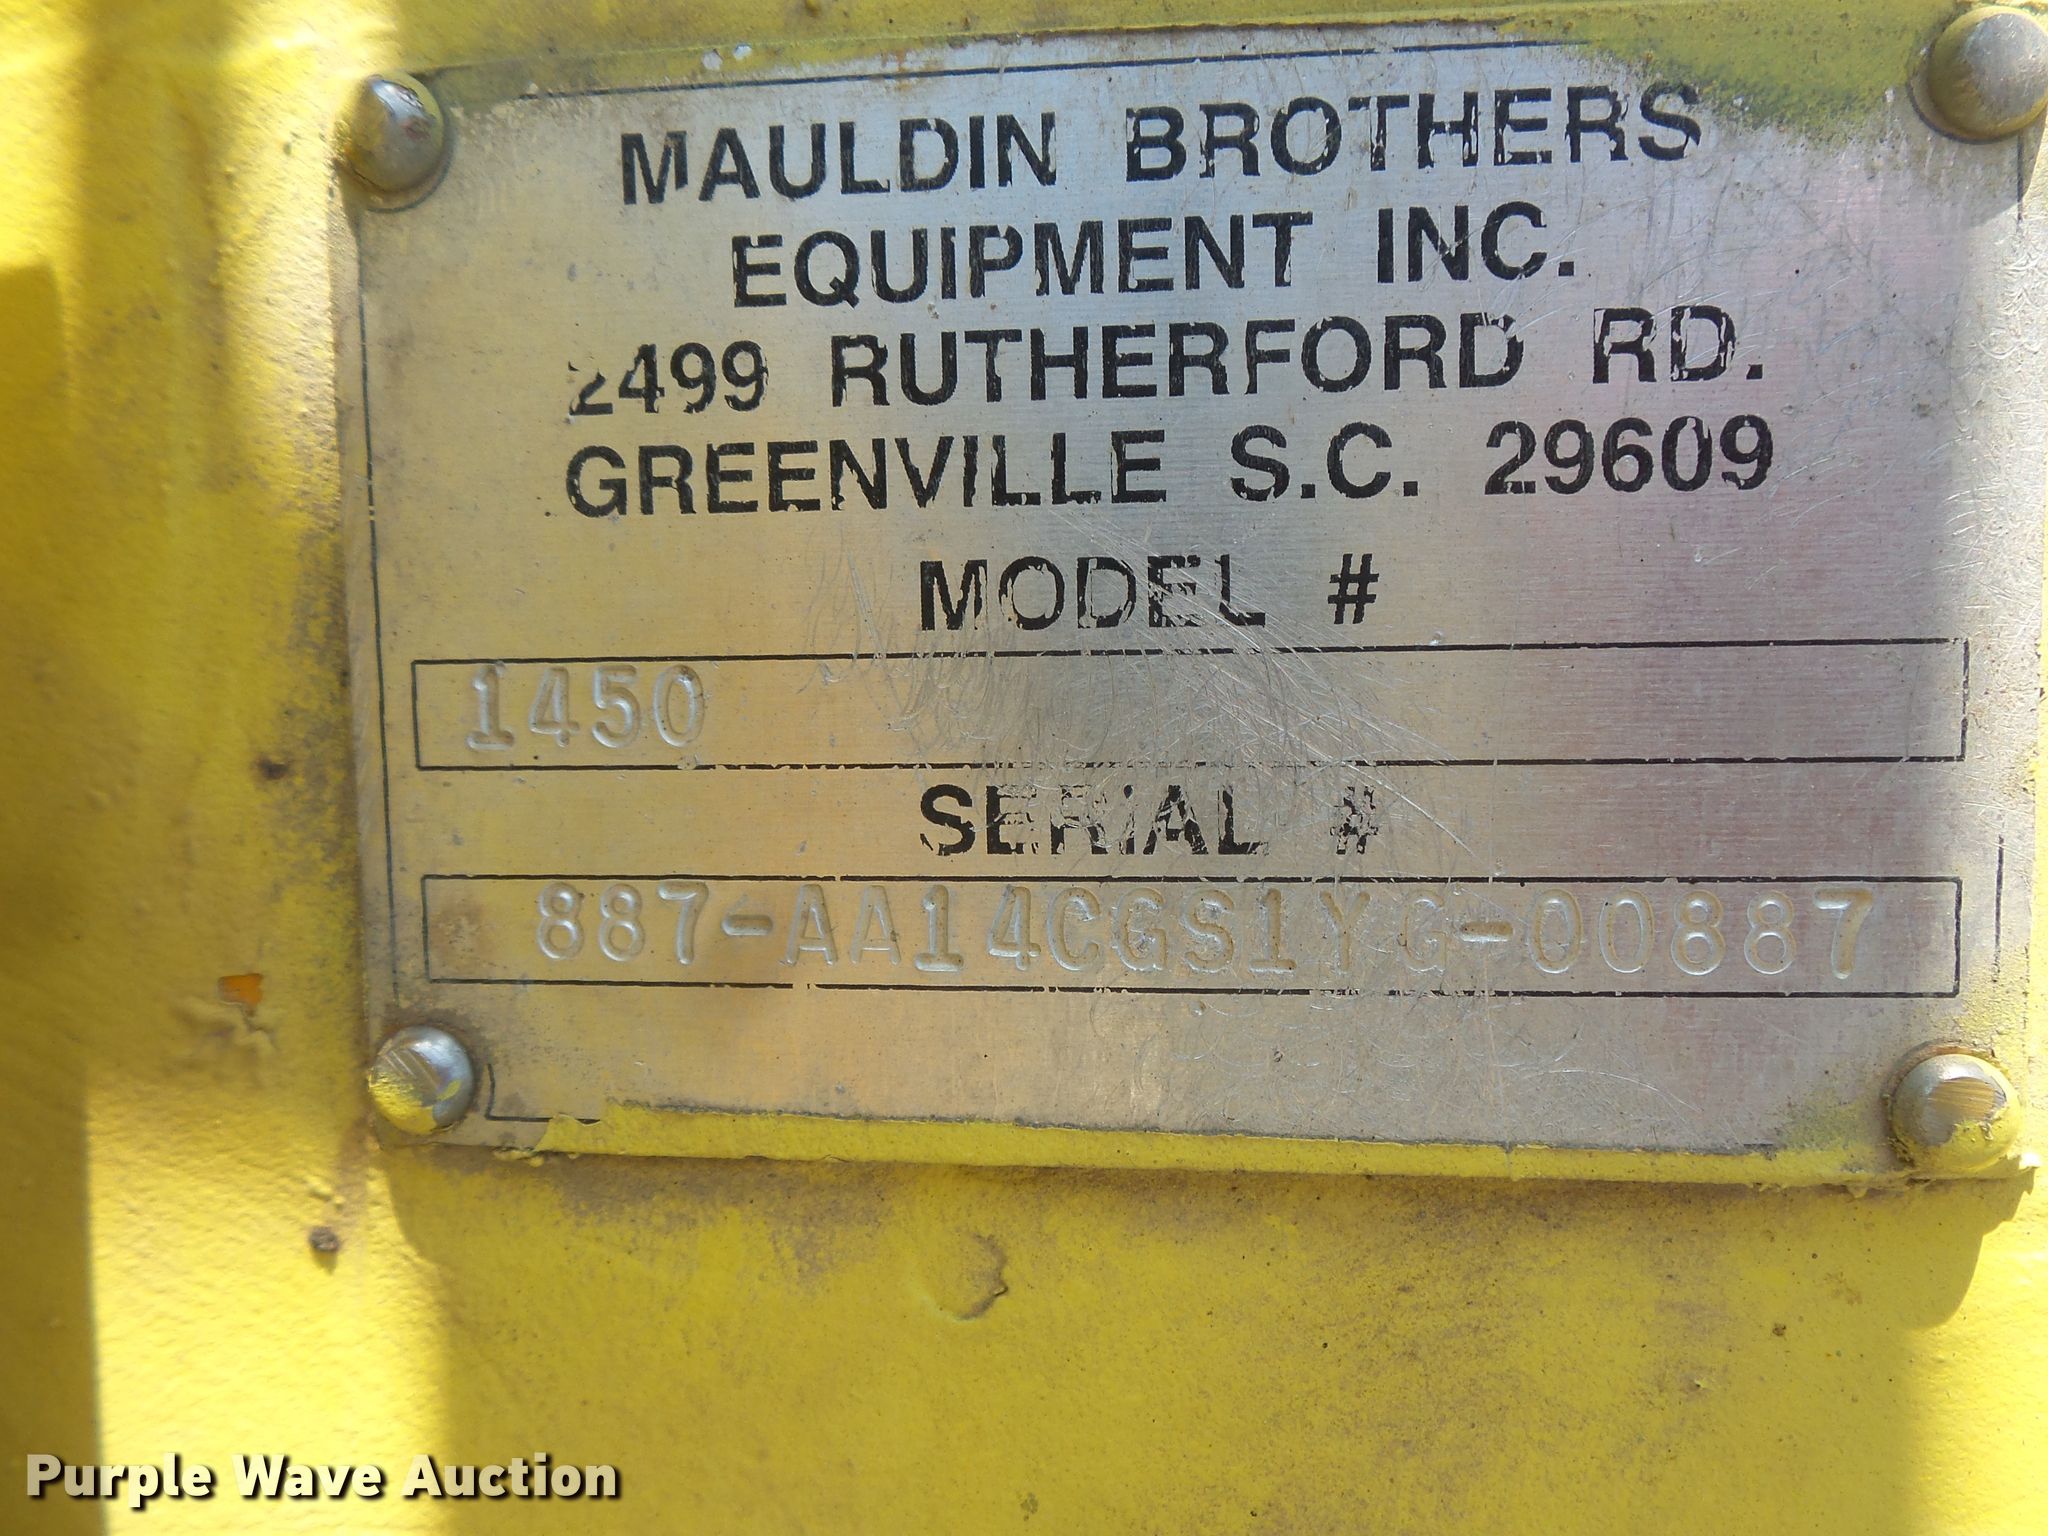 MAULDIN BROTHERS
EQUIPMENT INC.
2499 RUTHERFORD RD.
GREENVILLE S.C. 29609
MODEL #
1450
SERIAL #
887-AA14CGS1YG-00887
Purple Wave Auction